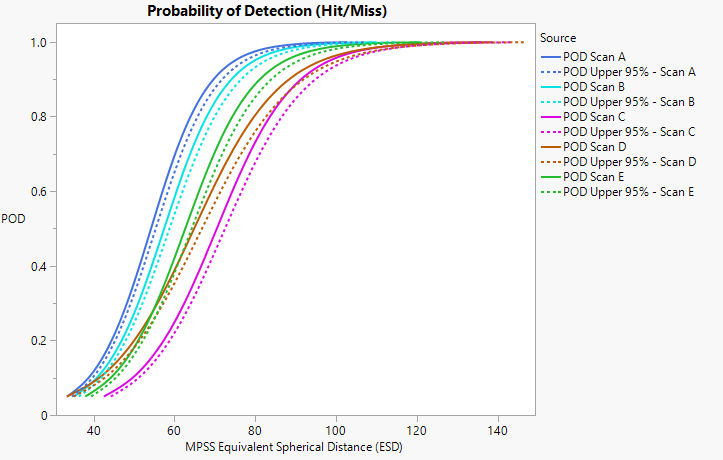 Probability of Detection (Hit/Miss)
Source
POD Scan A
POD Upper 95% - Scan A
POD Scan B
POD Upper 95% - Scan B
POD Scan C
POD Upper 95% - Scan C
POD Scan D
POD Upper 95% - Scan D
POD Scan E
POD Upper 95% - Scan E
1.0
0.8
0.6
POD
0.4
0.2
0
40 60 80 100 120 140
MPSS Equivalent Spherical Distance (ESD)